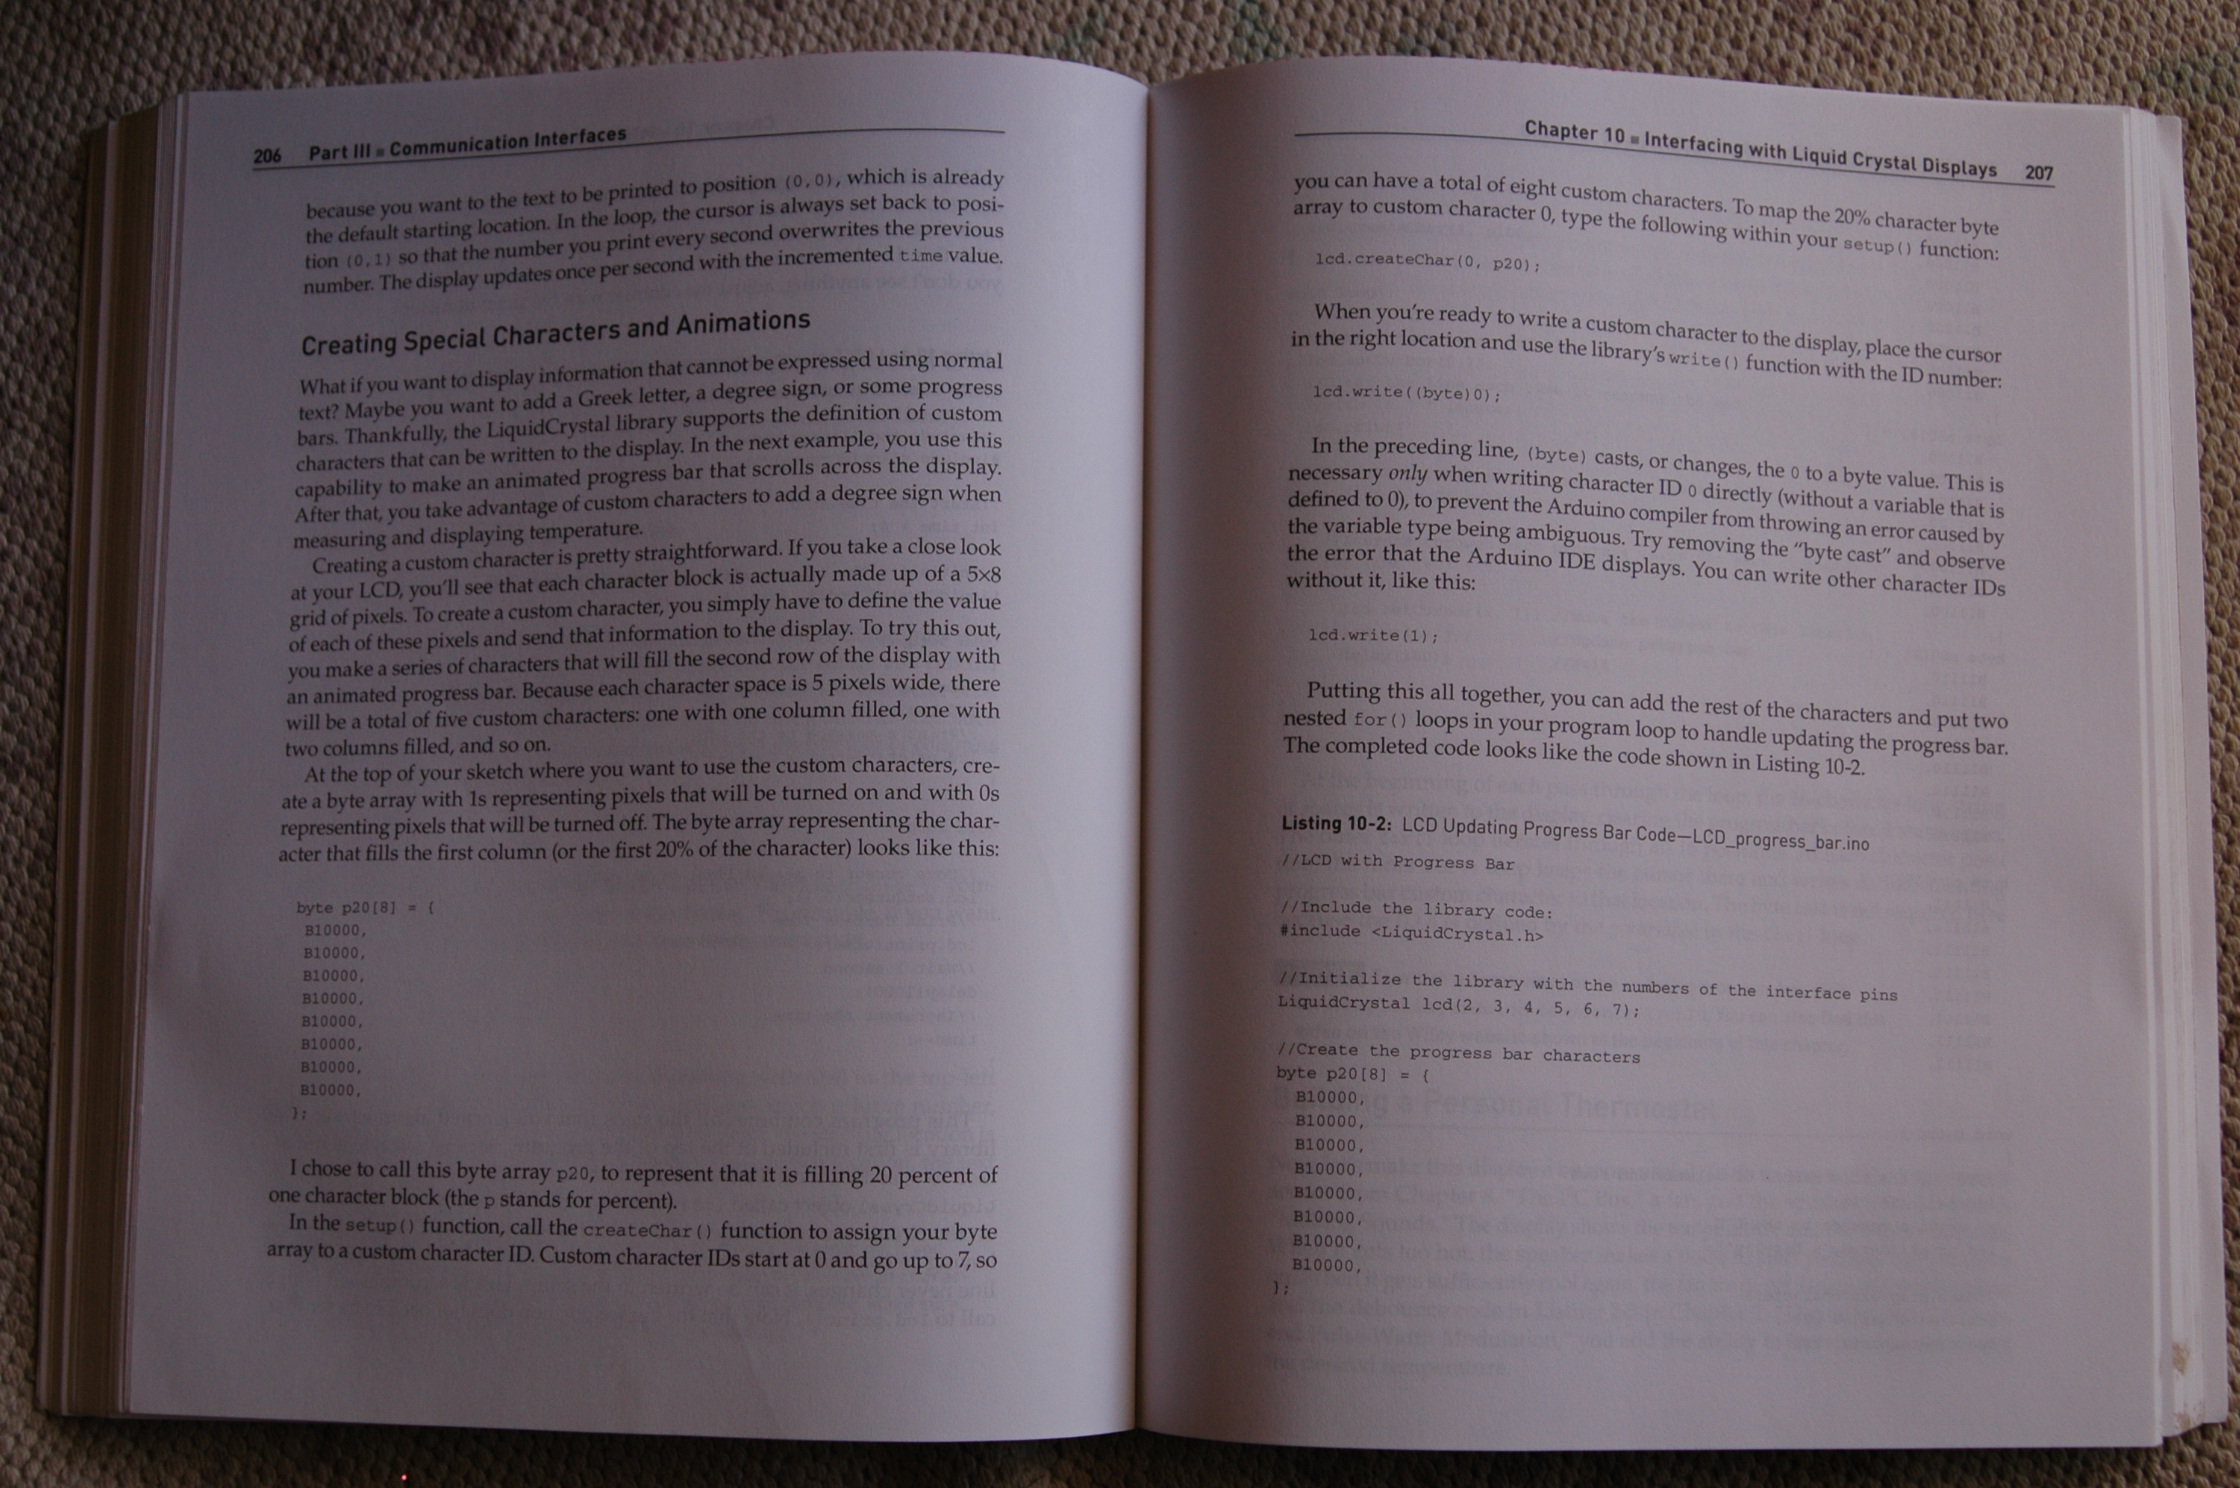 206 Part III ■ Communication Interfaces
because you want to the text to be printed to position (0,0), which is already
the default starting location. In the loop, the cursor is always set back to posi-
tion (0,1) so that the number you print every second overwrites the previous
number. The display updates once per second with the incremented time value.
Creating Special Characters and Animations
What if you want to display information that cannot be expressed using normal
text? Maybe you want to add a Greek letter, a degree sign, or some progress
bars. Thankfully, the LiquidCrystal library supports the definition of custom
characters that can be written to the display. In the next example, you use this
capability to make an animated progress bar that scrolls across the display.
After that, you take advantage of custom characters to add a degree sign when
measuring and displaying temperature.
Creating a custom character is pretty straightforward. If you take a close look
at your LCD, you'll see that each character block is actually made up of a 5×8
grid of pixels. To create a custom character, you simply have to define the value
of each of these pixels and send that information to the display. To try this out,
you make a series of characters that will fill the second row of the display with
an animated progress bar. Because each character space is 5 pixels wide, there
will be a total of five custom characters: one with one column filled, one with
two columns filled, and so on.
At the top of your sketch where you want to use the custom characters, cre-
ate a byte array with 1s representing pixels that will be turned on and with 0s
representing pixels that will be turned off. The byte array representing the char-
acter that fills the first column (or the first 20% of the character) looks like this:
byte p20[8] = {
B10000,
B10000,
B10000,
B10000,
B10000,
B10000,
B10000,
B10000,
};
I chose to call this byte array p20, to represent that it is filling 20 percent of
one character block (the p stands for percent).
In the setup() function, call the createChar() function to assign your byte
array to a custom character ID. Custom character IDs start at 0 and go up to 7, so
Chapter 10 ■ Interfacing with Liquid Crystal Displays 207
you can have a total of eight custom characters. To map the 20% character byte
array to custom character 0, type the following within your setup() function:
lcd.createChar(0, p20);
When you're ready to write a custom character to the display, place the cursor
in the right location and use the library's write() function with the ID number:
lcd.write((byte)0);
In the preceding line, (byte) casts, or changes, the 0 to a byte value. This is
necessary only when writing character ID 0 directly (without a variable that is
defined to 0), to prevent the Arduino compiler from throwing an error caused by
the variable type being ambiguous. Try removing the "byte cast" and observe
the error that the Arduino IDE displays. You can write other character IDs
without it, like this:
lcd.write(1);
Putting this all together, you can add the rest of the characters and put two
nested for() loops in your program loop to handle updating the progress bar.
The completed code looks like the code shown in Listing 10-2.
Listing 10-2: LCD Updating Progress Bar Code—LCD_progress_bar.ino
//LCD with Progress Bar
//Include the library code:
#include <LiquidCrystal.h>
//Initialize the library with the numbers of the interface pins
LiquidCrystal lcd(2, 3, 4, 5, 6, 7);
//Create the progress bar characters
byte p20[8] = {
B10000,
B10000,
B10000,
B10000,
B10000,
B10000,
B10000,
B10000,
};